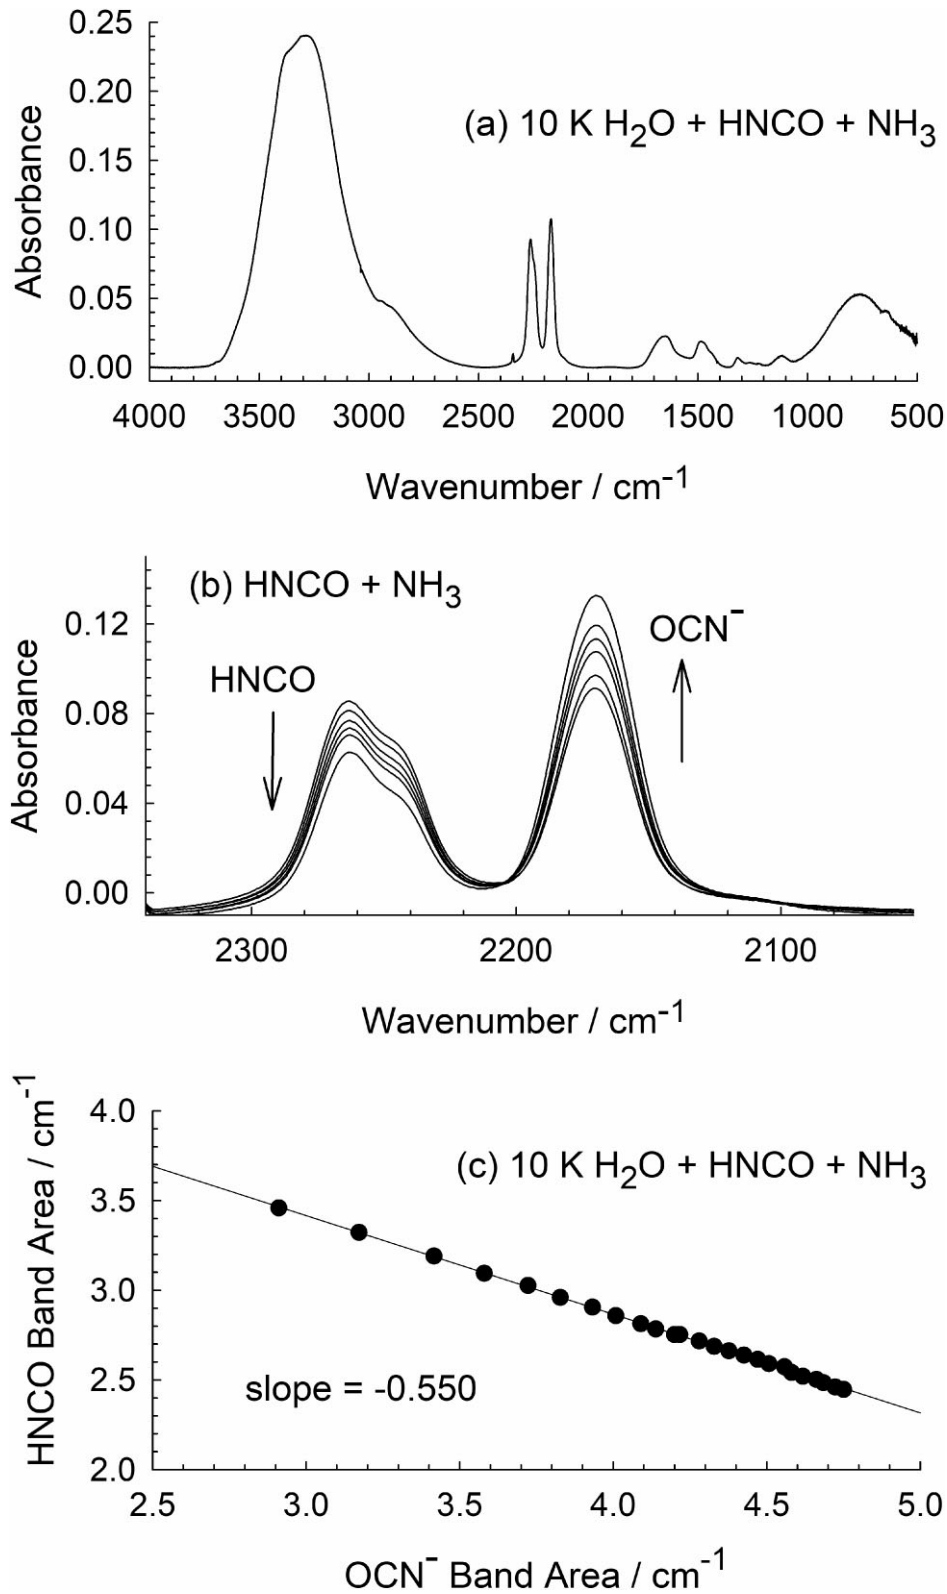 0.25
0.20
0.15
0.10
0.05
0.00
Absorbance
(a) 10 K H₂O + HNCO + NH₃
4000 3500 3000 2500 2000 1500 1000 500
Wavenumber / cm⁻¹
(b) HNCO + NH₃
0.12
0.08
0.04
0.00
Absorbance
HNCO
OCN⁻
2300 2200 2100
Wavenumber / cm⁻¹
4.0
3.5
3.0
2.5
2.0
HNCO Band Area / cm⁻¹
(c) 10 K H₂O + HNCO + NH₃
slope = -0.550
2.5 3.0 3.5 4.0 4.5 5.0
OCN⁻ Band Area / cm⁻¹